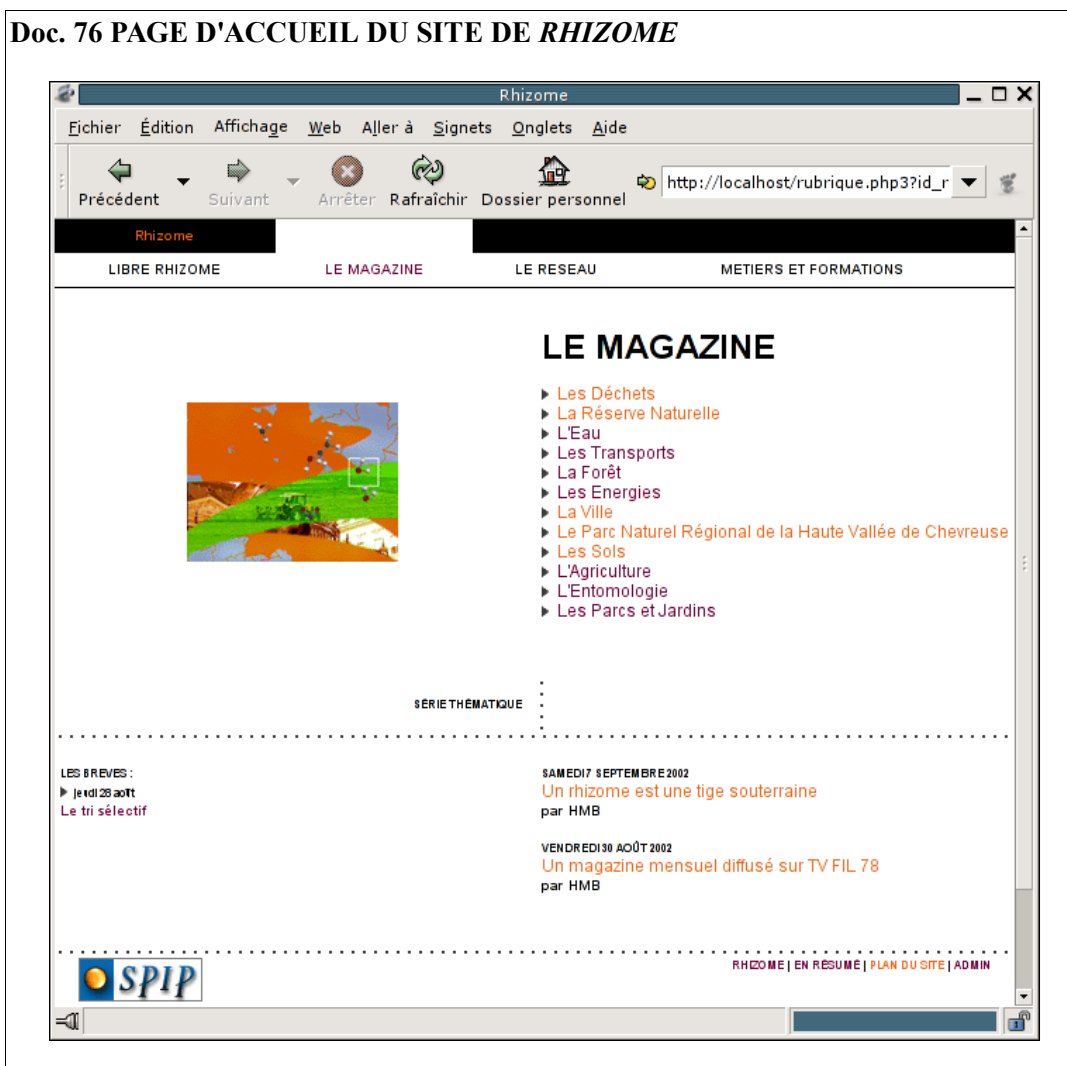 Doc. 76 PAGE D'ACCUEIL DU SITE DE RHIZOME
Rhizome
Fichier Édition Affichage Web Aller à Signets Onglets Aide
Précédent Suivant Arrêter Rafraîchir Dossier personnel http://localhost/rubrique.php3?id_r
Rhizome
LIBRE RHIZOME LE MAGAZINE LE RESEAU METIERS ET FORMATIONS
LE MAGAZINE
Les Déchets
La Réserve Naturelle
L'Eau
Les Transports
La Forêt
Les Energies
La Ville
Le Parc Naturel Régional de la Haute Vallée de Chevreuse
Les Sols
L'Agriculture
L'Entomologie
Les Parcs et Jardins
SÉRIE THÉMATIQUE
LES BREVES :
jeudi 28 août
Le tri sélectif
SAMEDI 7 SEPTEMBRE 2002
Un rhizome est une tige souterraine
par HMB
VENDREDI 30 AOÛT 2002
Un magazine mensuel diffusé sur TV FIL 78
par HMB
SPIP
RHIZOME | EN RÉSUMÉ | PLAN DU SITE | ADMIN